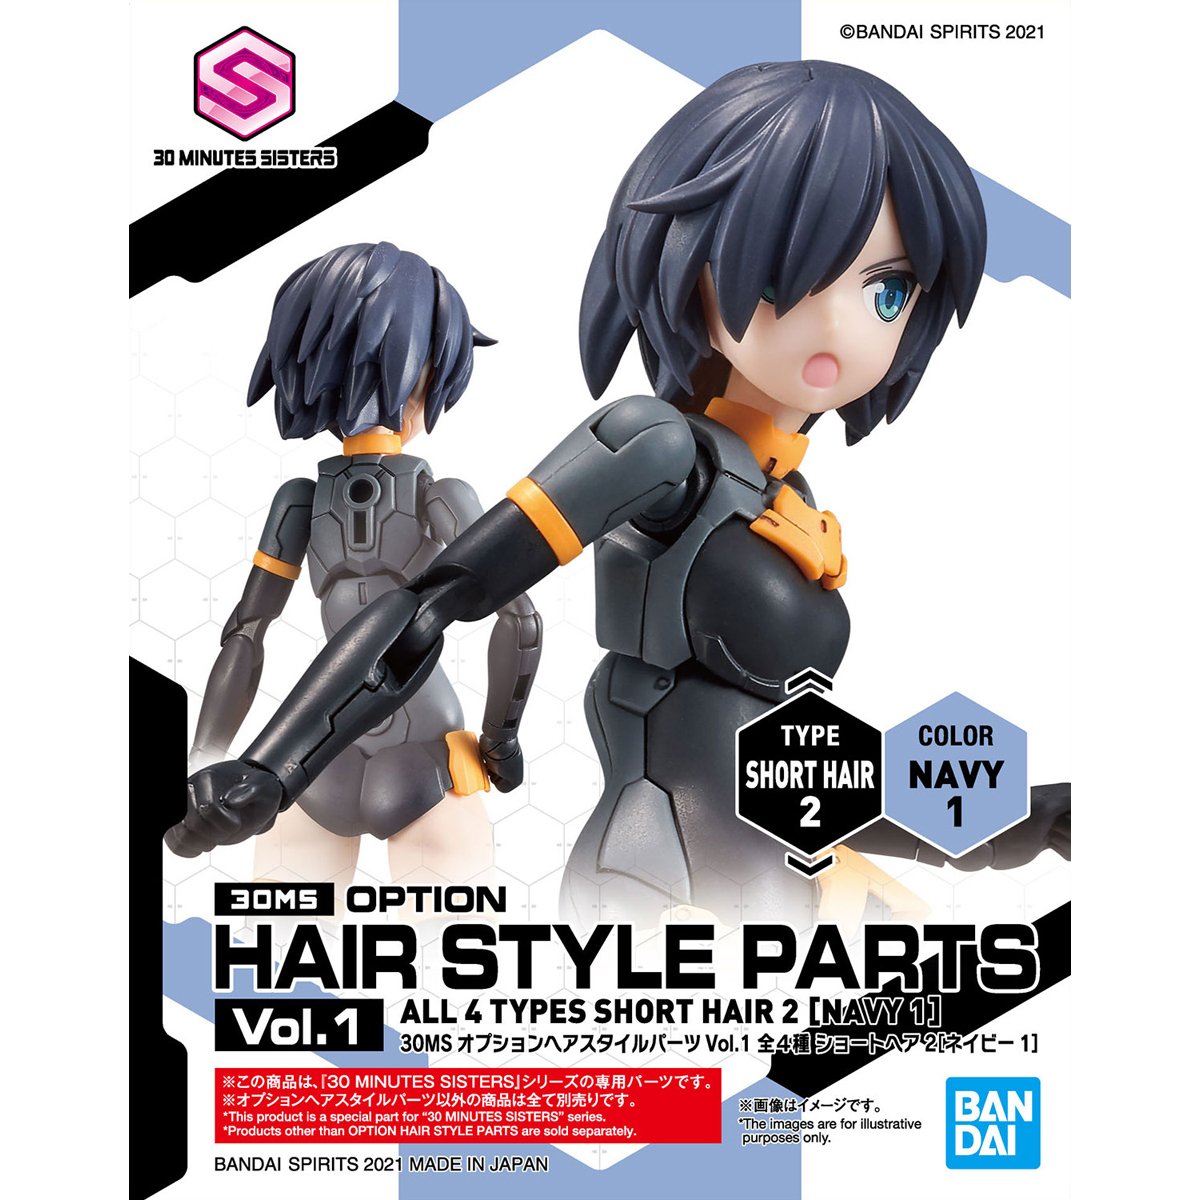 ©BANDAI SPIRITS 2021
30 MINUTES SISTERS
TYPE
SHORT HAIR
2
COLOR
NAVY
1
30MS OPTION
HAIR STYLE PARTS
Vol.1
ALL 4 TYPES SHORT HAIR 2 [NAVY 1]
30MS オプションヘアスタイルパーツ Vol.1 全4種 ショートヘア 2[ネイビー 1]
※この商品は、『30 MINUTES SISTERS』シリーズの専用パーツです。
※オプションヘアスタイルパーツ以外の商品は全て別売りです。
*This product is a special part for “30 MINUTES SISTERS” series.
*Products other than OPTION HAIR STYLE PARTS are sold separately.
※画像はイメージです。
*The images are for illustrative
purposes only.
BAN
DAI
BANDAI SPIRITS 2021 MADE IN JAPAN